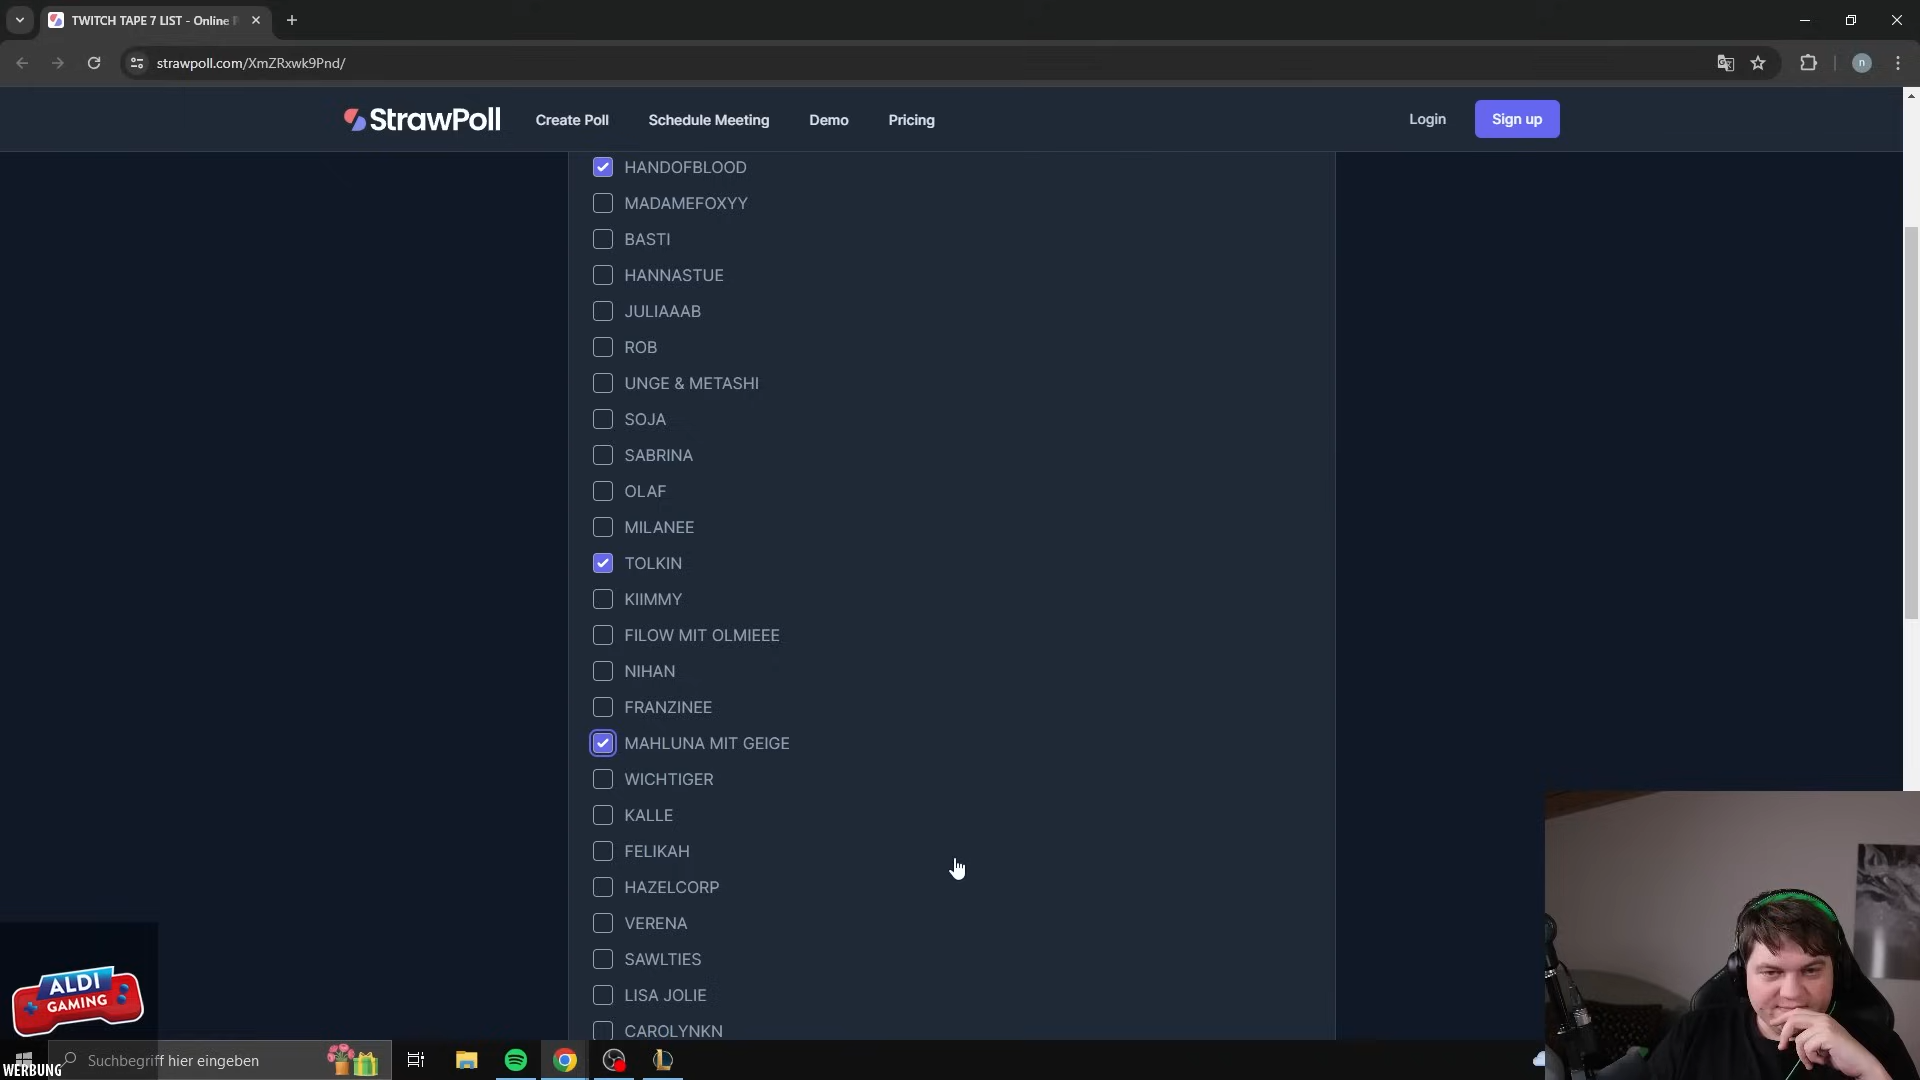 TWITCH TAPE 7 LIST - Online
strawpoll.com/XmZRxwk9Pnd/
n
StrawPoll
Create Poll
Schedule Meeting
Demo
Pricing
Login
Sign up
HANDOFBLOOD
MADAMEFOXYY
BASTI
HANNASTUE
JULIAAAB
ROB
UNGE & METASHI
SOJA
SABRINA
OLAF
MILANEE
TOLKIN
KIIMMY
FILOW MIT OLMIEEE
NIHAN
FRANZINEE
MAHLUNA MIT GEIGE
WICHTIGER
KALLE
FELIKAH
HAZELCORP
VERENA
SAWLTIES
LISA JOLIE
CAROLYNKN
ALDI
GAMING
Suchbegriff hier eingeben
WERBUNG